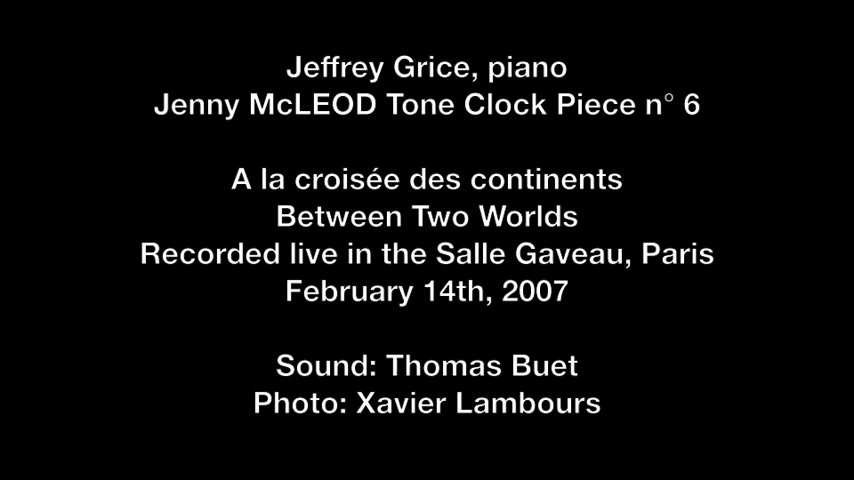 Jeffrey Grice, piano
Jenny McLEOD Tone Clock Piece n° 6
A la croisée des continents
Between Two Worlds
Recorded live in the Salle Gaveau, Paris
February 14th, 2007
Sound: Thomas Buet
Photo: Xavier Lambours